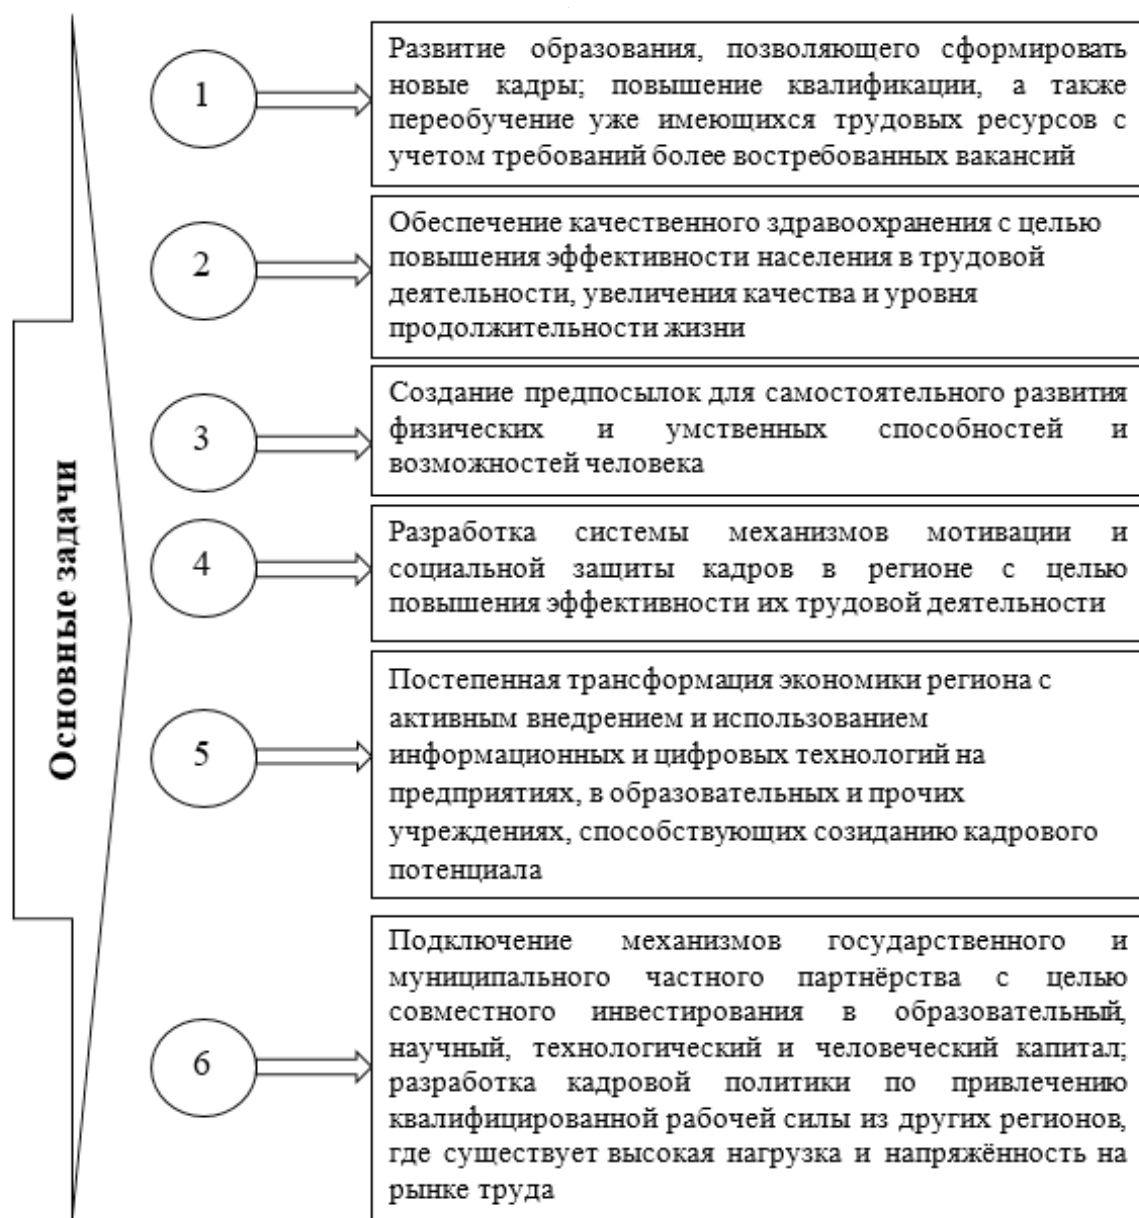 Основные задачи
1
Развитие образования, позволяющего сформировать
новые кадры; повышение квалификации, а также
переобучение уже имеющихся трудовых ресурсов с
учетом требований более востребованных вакансий
2
Обеспечение качественного здравоохранения с целью
повышения эффективности населения в трудовой
деятельности, увеличения качества и уровня
продолжительности жизни
3
Создание предпосылок для самостоятельного развития
физических и умственных способностей и
возможностей человека
4
Разработка системы механизмов мотивации и
социальной защиты кадров в регионе с целью
повышения эффективности их трудовой деятельности
5
Постепенная трансформация экономики региона с
активным внедрением и использованием
информационных и цифровых технологий на
предприятиях, в образовательных и прочих
учреждениях, способствующих созиданию кадрового
потенциала
6
Подключение механизмов государственного и
муниципального частного партнёрства с целью
совместного инвестирования в образовательный,
научный, технологический и человеческий капитал;
разработка кадровой политики по привлечению
квалифицированной рабочей силы из других регионов,
где существует высокая нагрузка и напряжённость на
рынке труда